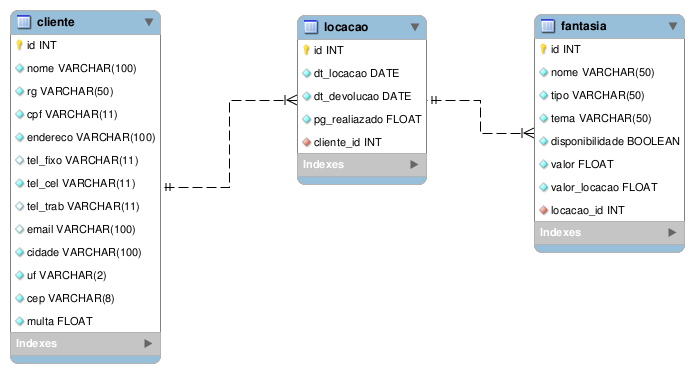 cliente
id INT
nome VARCHAR(100)
rg VARCHAR(50)
cpf VARCHAR(11)
endereco VARCHAR(100)
tel_fixo VARCHAR(11)
tel_cel VARCHAR(11)
tel_trab VARCHAR(11)
email VARCHAR(100)
cidade VARCHAR(100)
uf VARCHAR(2)
cep VARCHAR(8)
multa FLOAT
Indexes
locacao
id INT
dt_locacao DATE
dt_devolucao DATE
pg_realiazado FLOAT
cliente_id INT
Indexes
fantasia
id INT
nome VARCHAR(50)
tipo VARCHAR(50)
tema VARCHAR(50)
disponibilidade BOOLEAN
valor FLOAT
valor_locacao FLOAT
locacao_id INT
Indexes